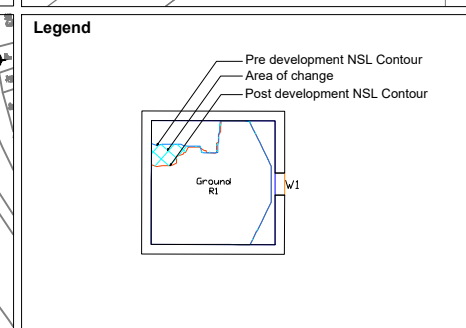 Legend
Pre development NSL Contour
Area of change
Post development NSL Contour
Ground
R1
W1